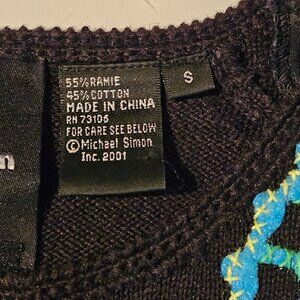 55% RAMIE
45% COTTON
MADE IN CHINA
RN 73105
FOR CARE SEE BELOW
©Michael Simon
Inc. 2001
S